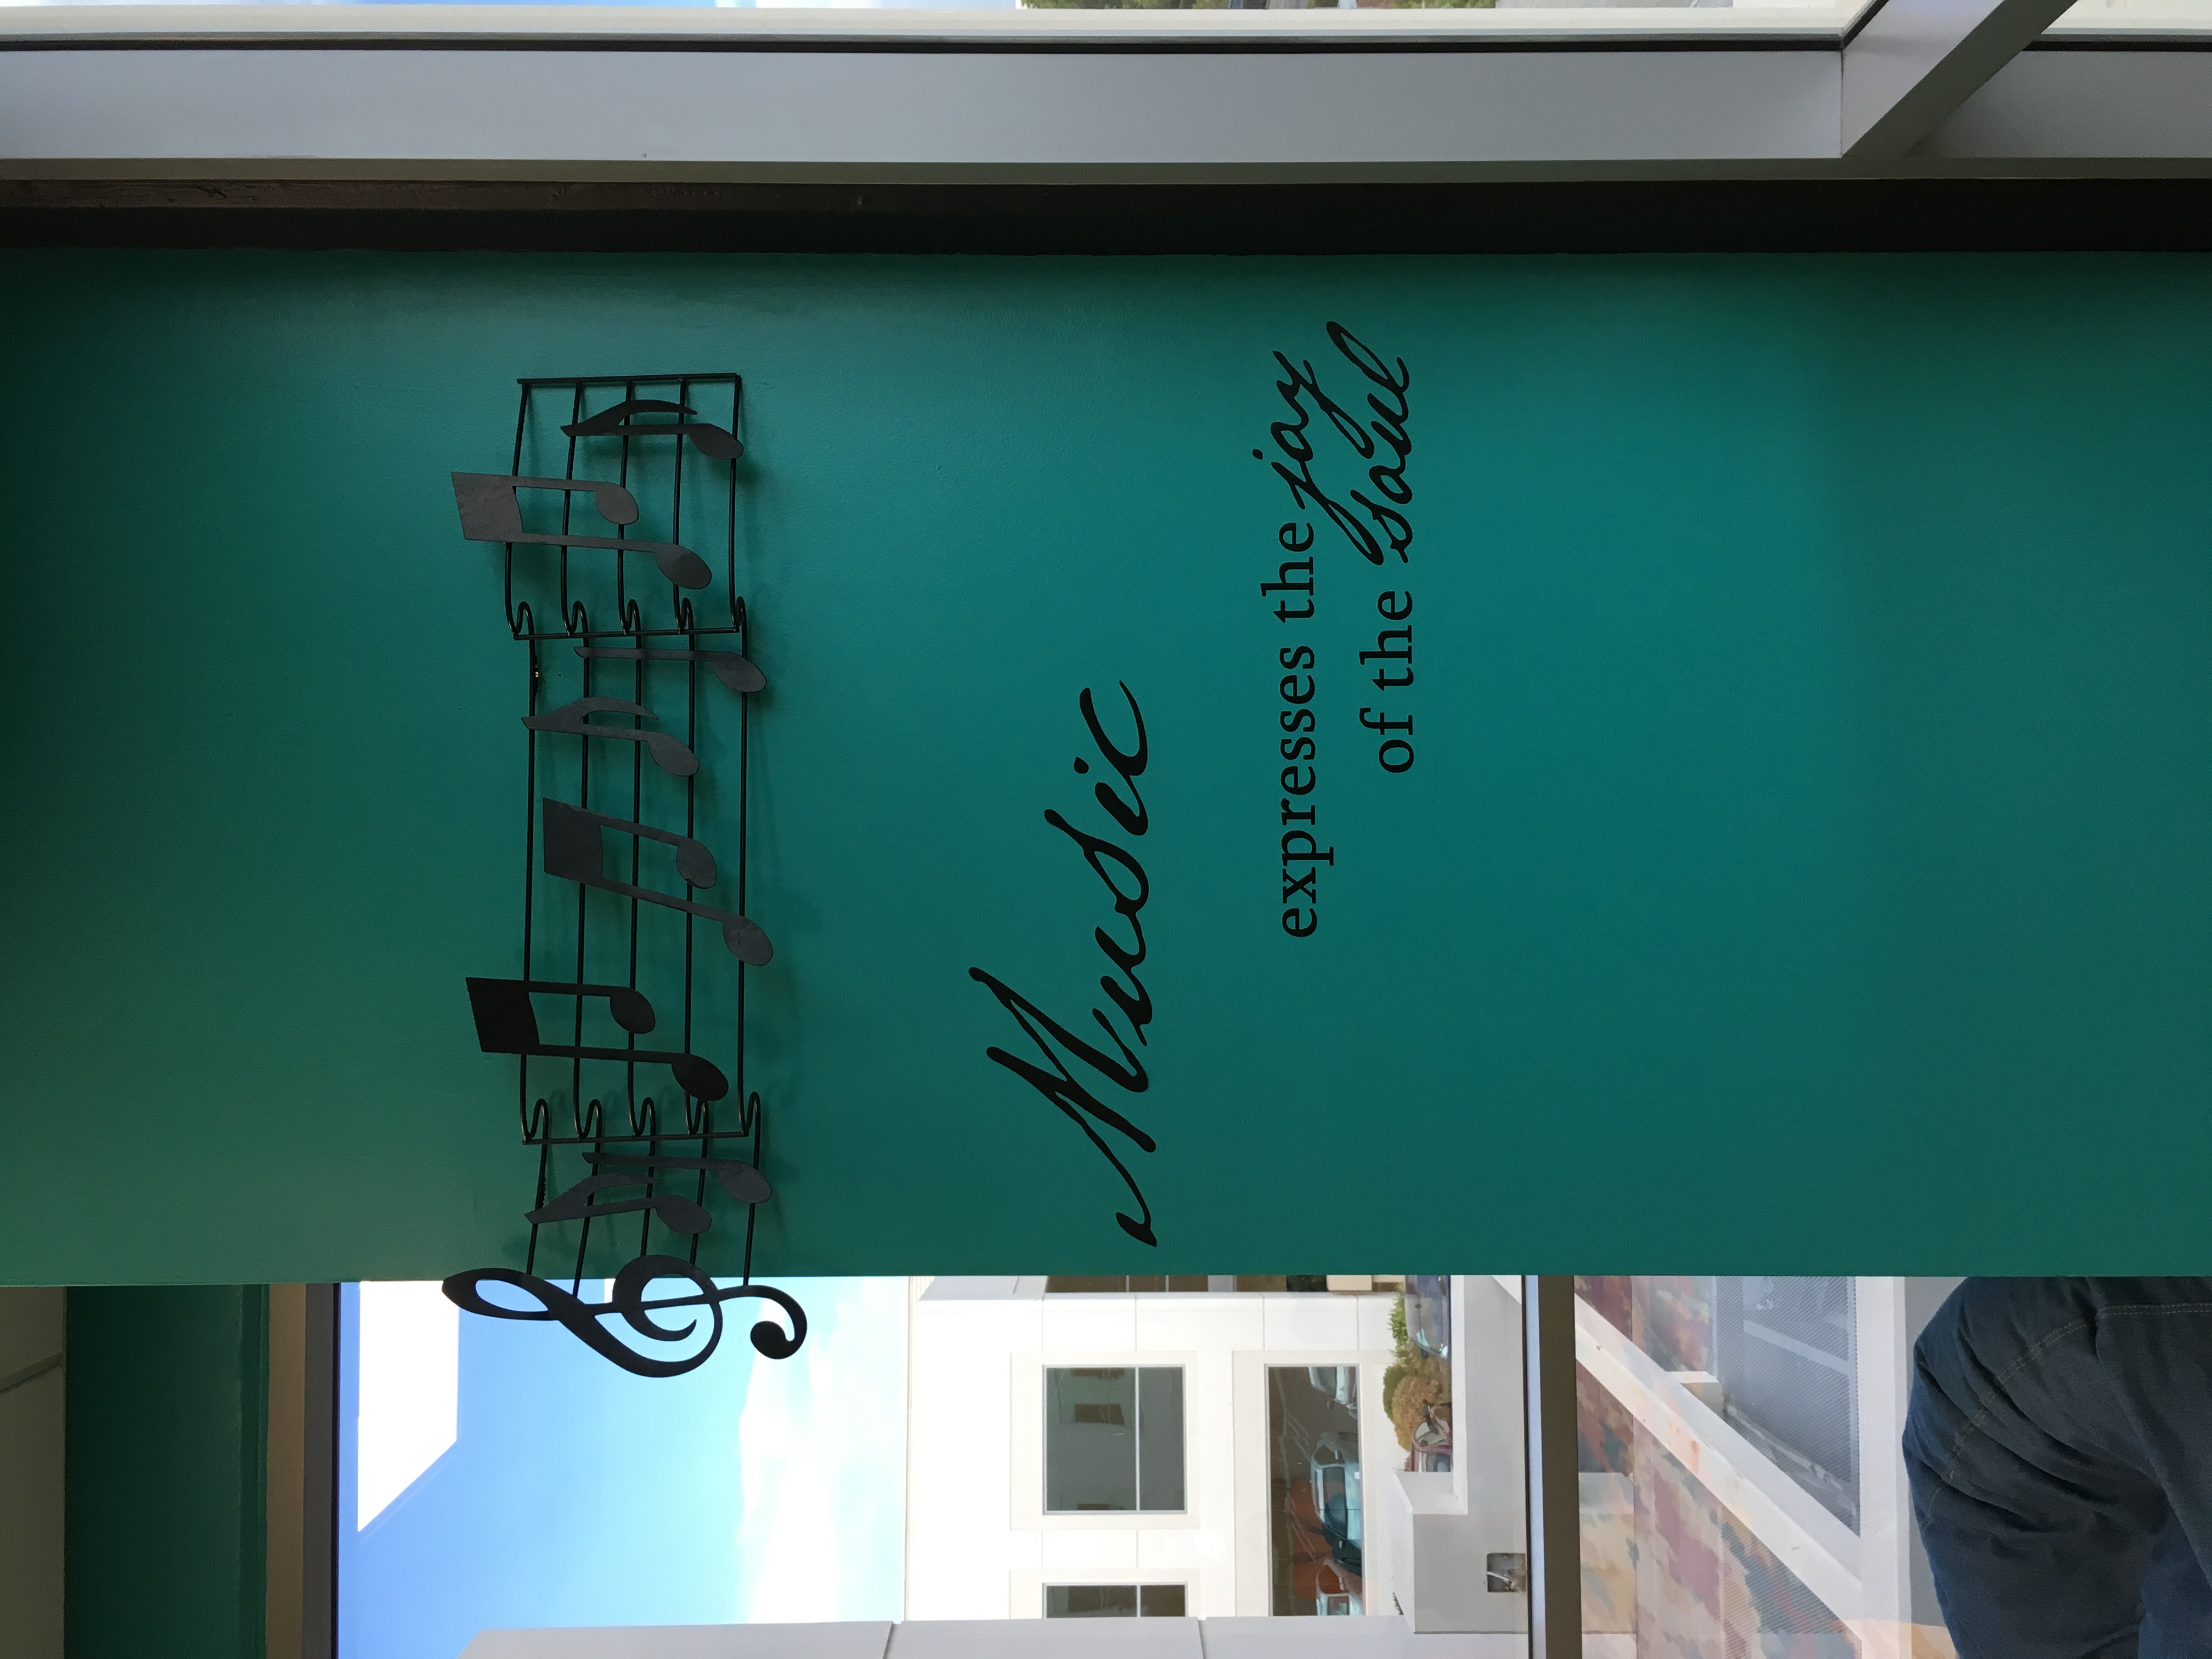 Music
expresses the joy
of the soul